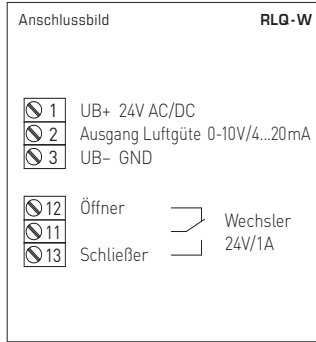 Anschlussbild RLQ-W
1 UB+ 24V AC/DC
2 Ausgang Luftgüte 0-10V/4...20mA
3 UB– GND
12 Öffner
11
13 Schließer
Wechsler
24V/1A